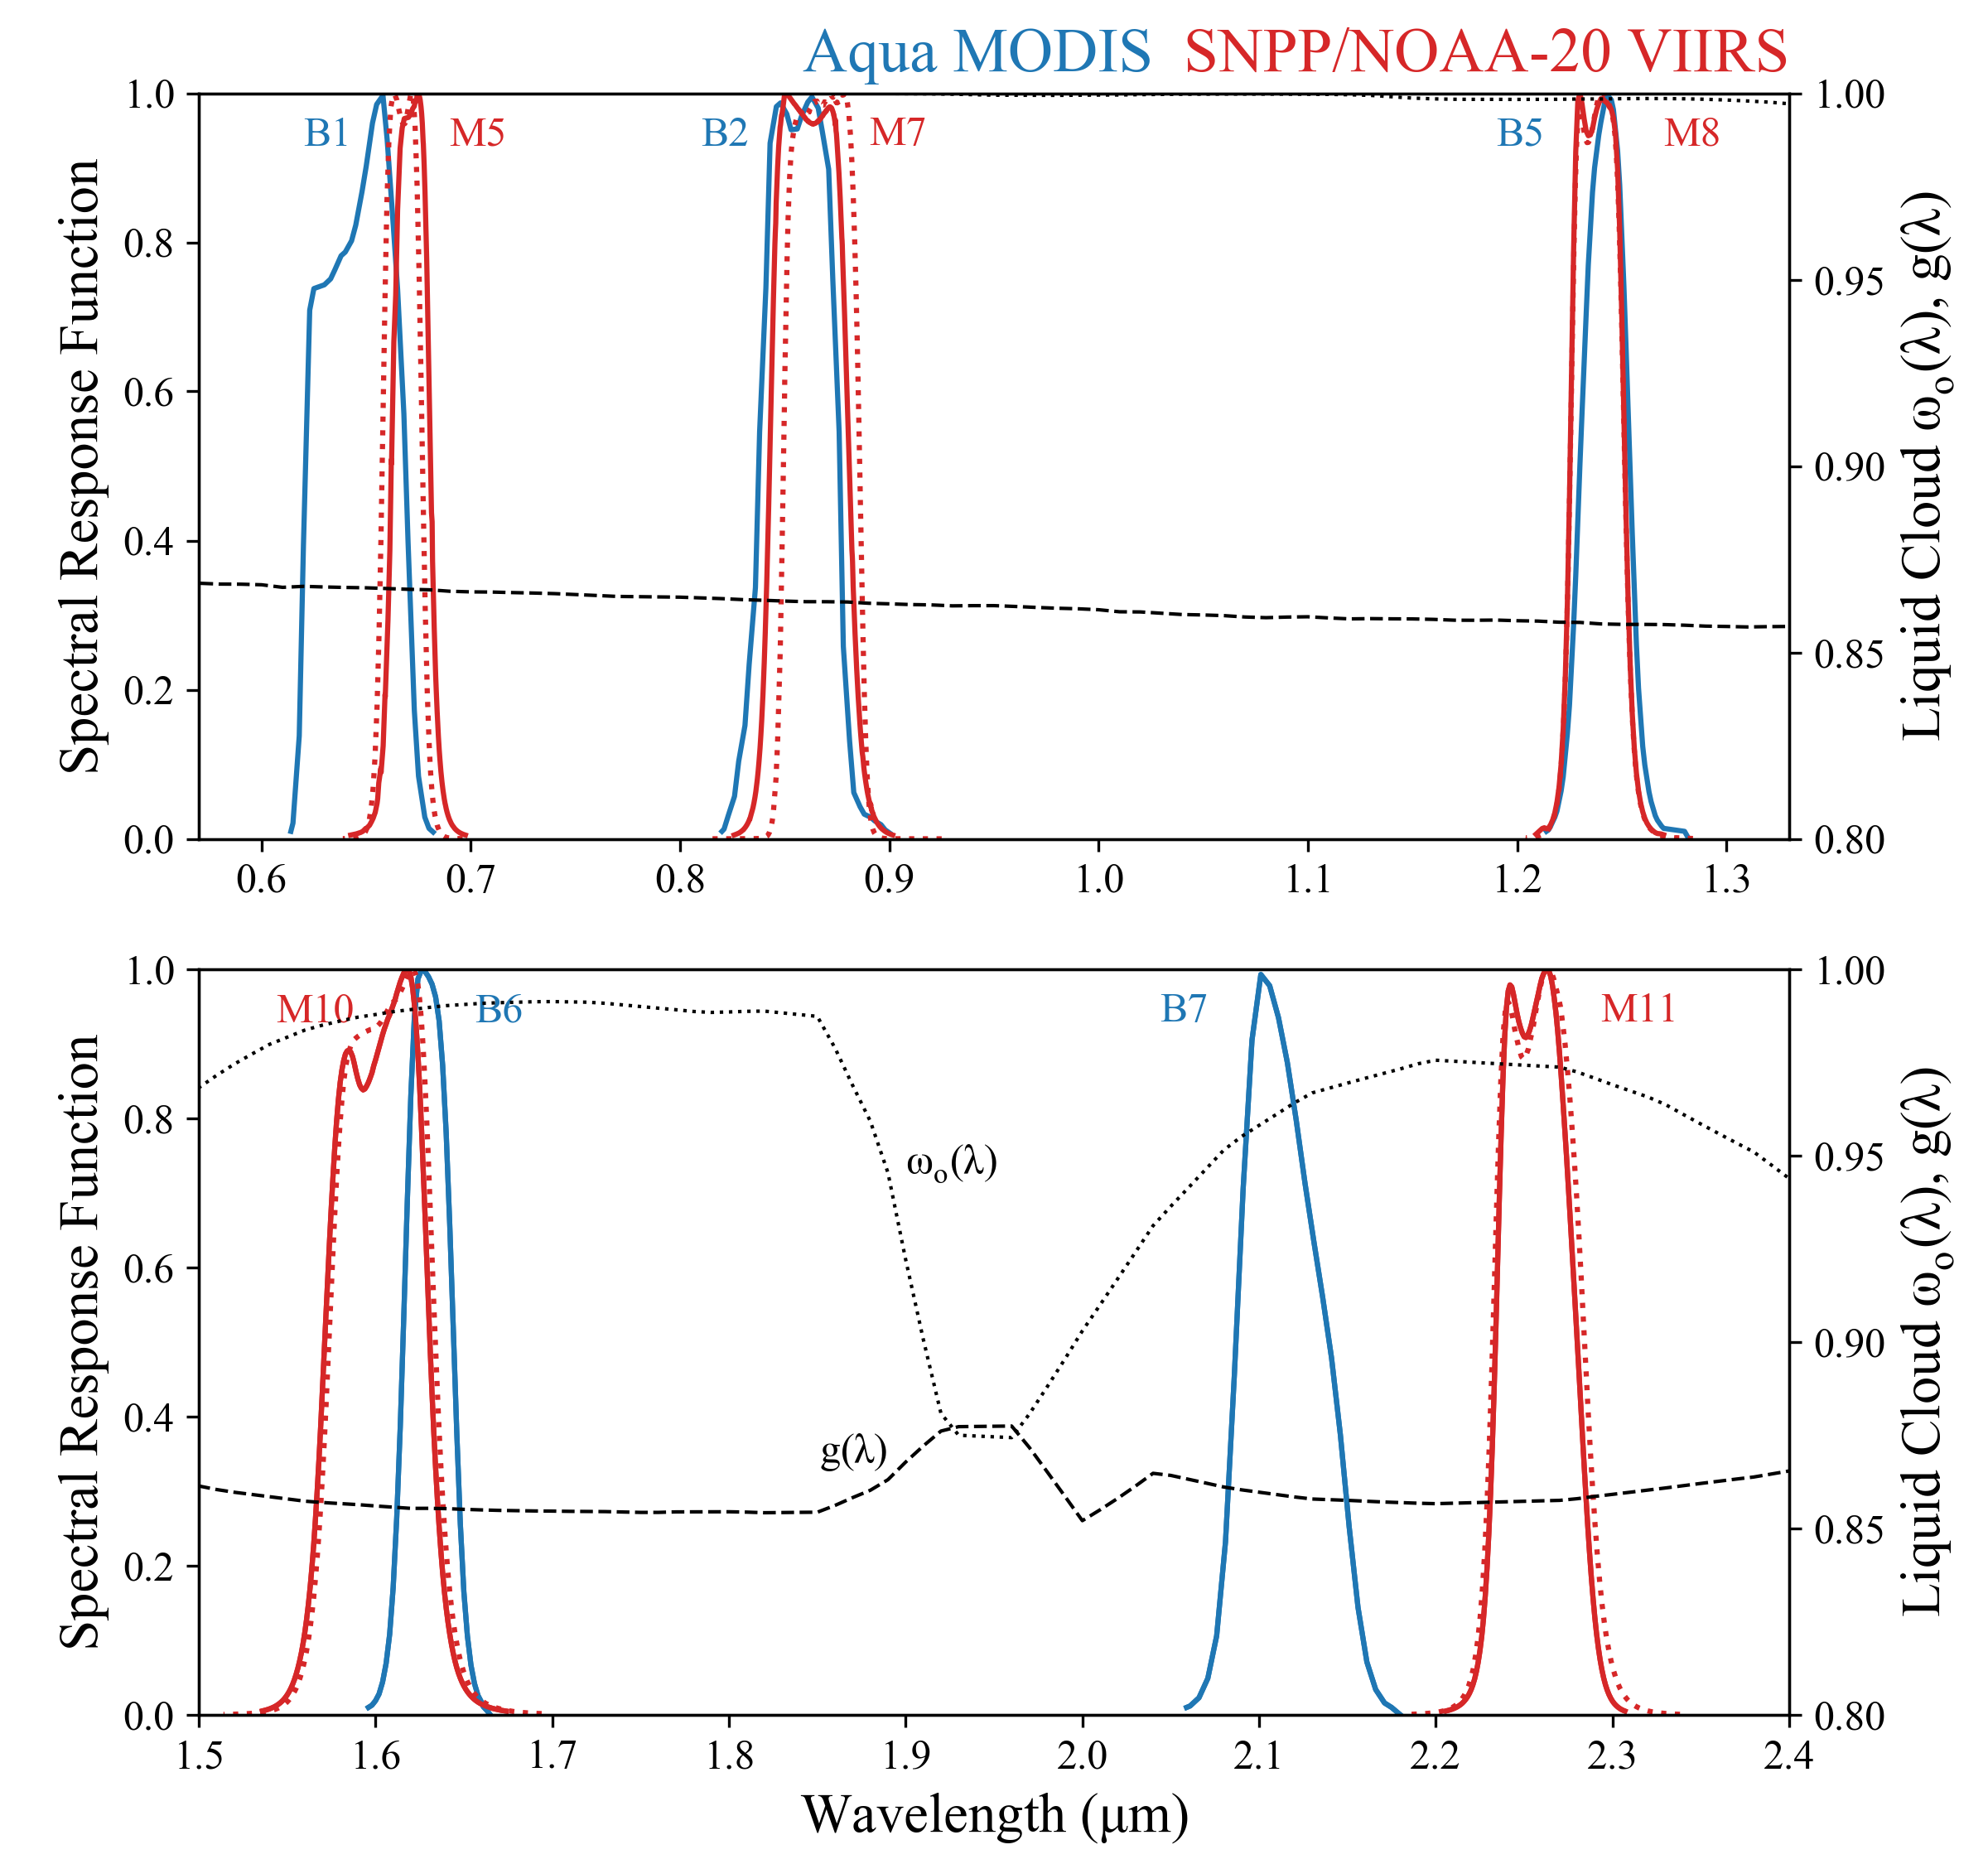 Aqua MODIS SNPP/NOAA-20 VIIRS
Spectral Response Function
1.0
0.8
0.6
0.4
0.2
0.0
B1
M5
B2
M7
B5
M8
1.00
0.95
0.90
0.85
0.80
Liquid Cloud ωo(λ), g(λ)
0.6 0.7 0.8 0.9 1.0 1.1 1.2 1.3
Spectral Response Function
1.0
0.8
0.6
0.4
0.2
0.0
M10
B6
B7
M11
ωo(λ)
g(λ)
1.00
0.95
0.90
0.85
0.80
Liquid Cloud ωo(λ), g(λ)
1.5 1.6 1.7 1.8 1.9 2.0 2.1 2.2 2.3 2.4
Wavelength (μm)